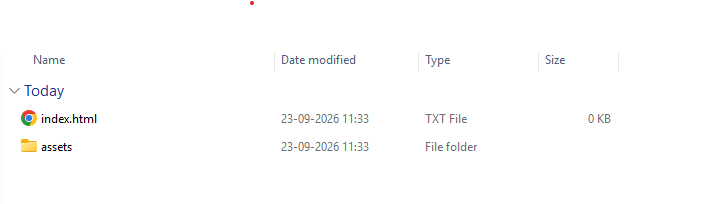 Name Date modified Type Size
Today
index.html 23-09-2026 11:33 TXT File 0 KB
assets 23-09-2026 11:33 File folder